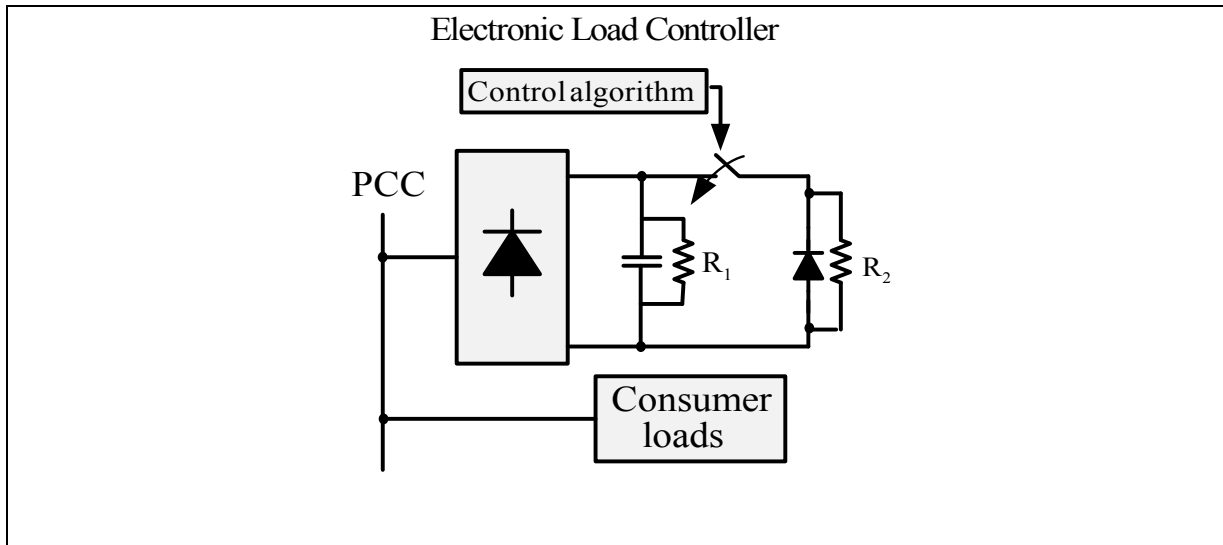 Electronic Load Controller
Control algorithm
PCC
R₁
R₂
Consumer
loads